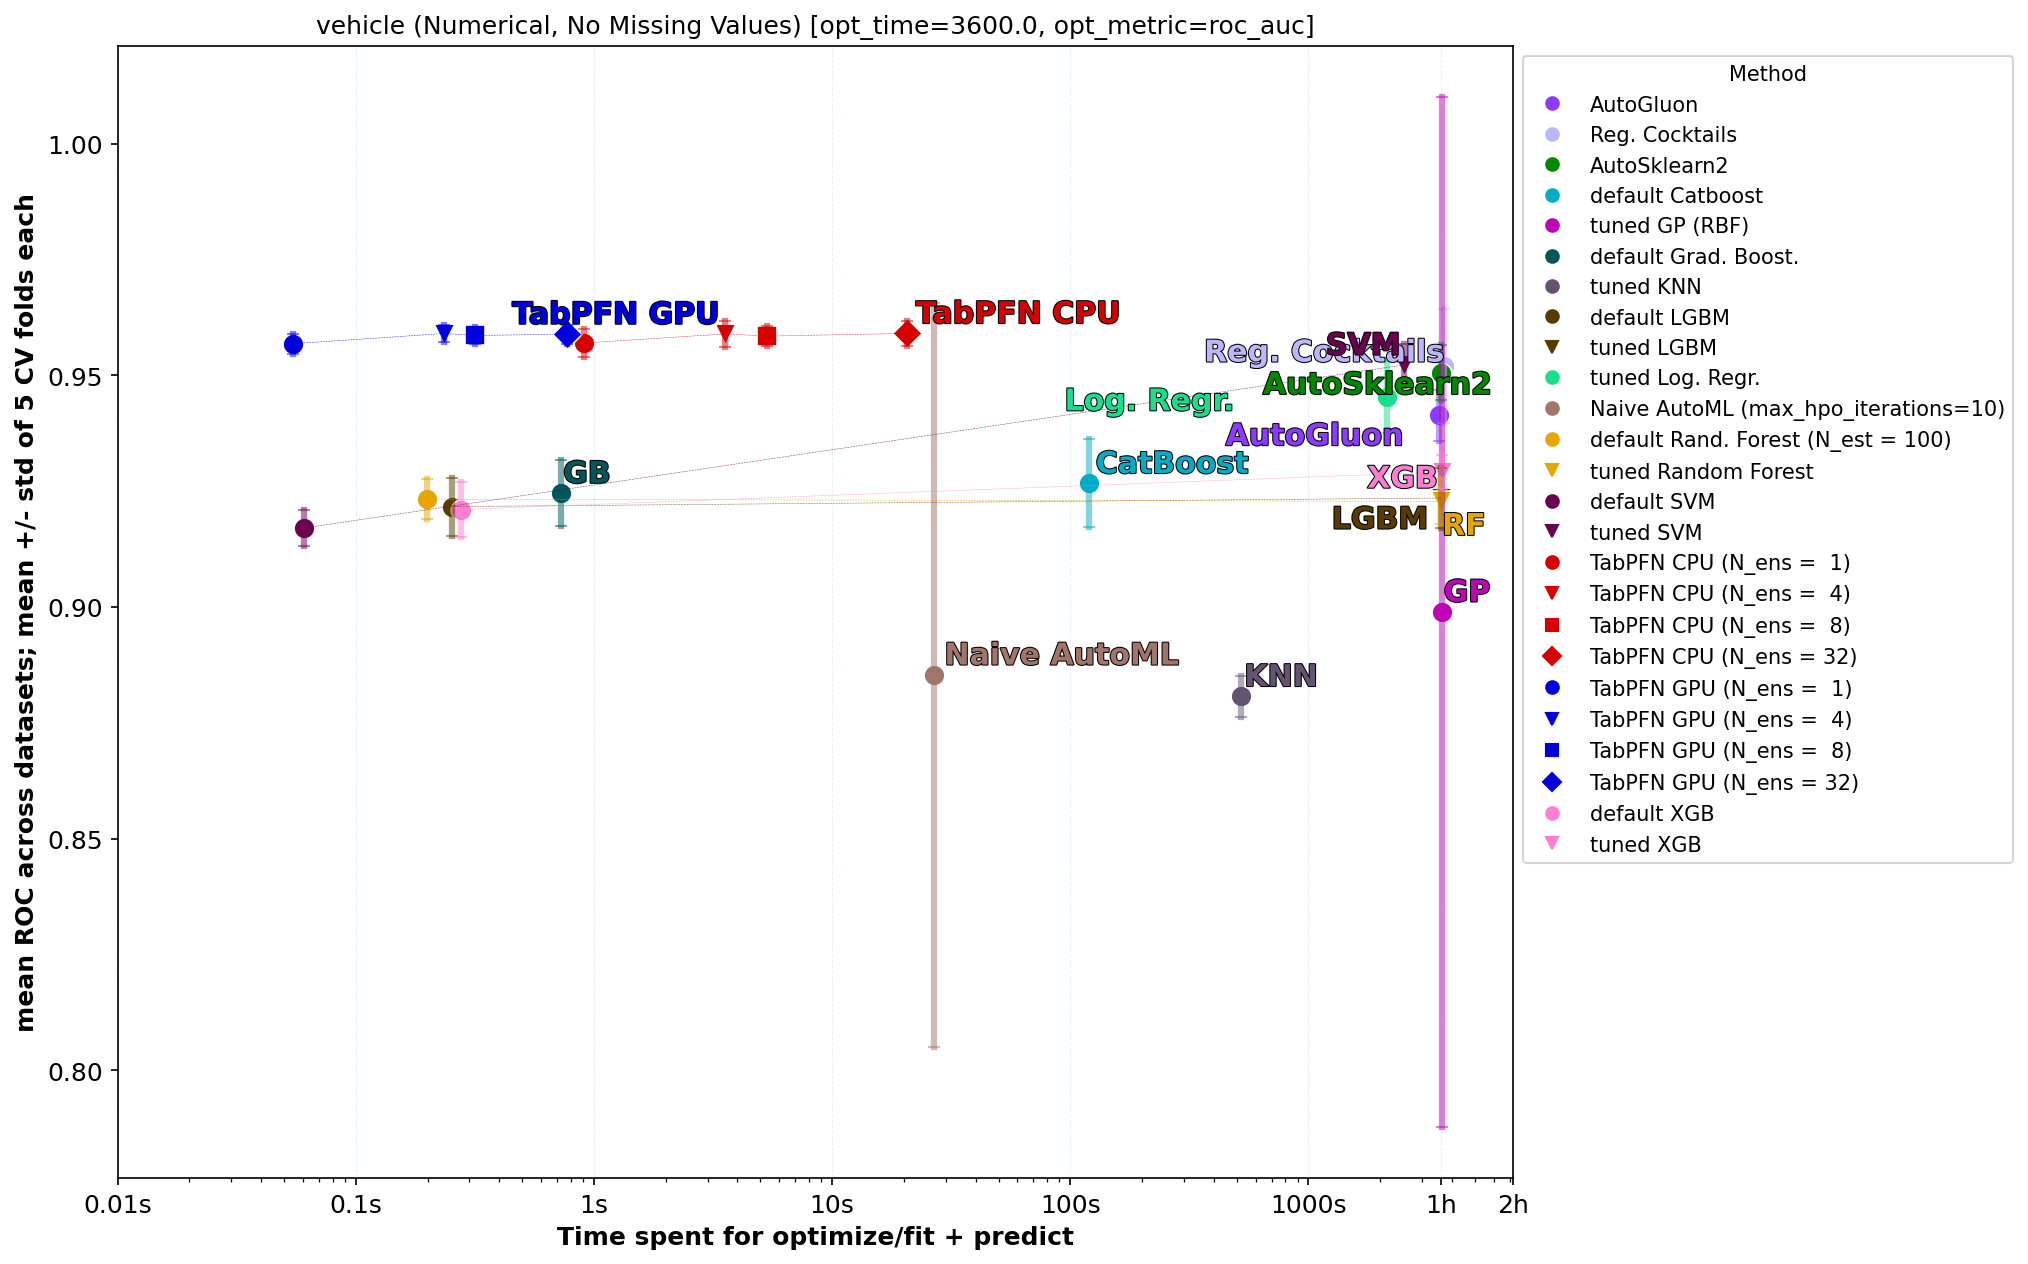 vehicle (Numerical, No Missing Values) [opt_time=3600.0, opt_metric=roc_auc]
mean ROC across datasets; mean +/- std of 5 CV folds each
1.00
0.95
0.90
0.85
0.80
TabPFN GPU
TabPFN CPU
SVM
Reg. Cocktails
AutoSklearn2
Log. Regr.
AutoGluon
CatBoost
GB
XGB
LGBM
RF
GP
Naive AutoML
KNN
0.01s
0.1s
1s
10s
100s
1000s
1h
2h
Time spent for optimize/fit + predict
Method
AutoGluon
Reg. Cocktails
AutoSklearn2
default Catboost
tuned GP (RBF)
default Grad. Boost.
tuned KNN
default LGBM
tuned LGBM
tuned Log. Regr.
Naive AutoML (max_hpo_iterations=10)
default Rand. Forest (N_est = 100)
tuned Random Forest
default SVM
tuned SVM
TabPFN CPU (N_ens =  1)
TabPFN CPU (N_ens =  4)
TabPFN CPU (N_ens =  8)
TabPFN CPU (N_ens = 32)
TabPFN GPU (N_ens =  1)
TabPFN GPU (N_ens =  4)
TabPFN GPU (N_ens =  8)
TabPFN GPU (N_ens = 32)
default XGB
tuned XGB